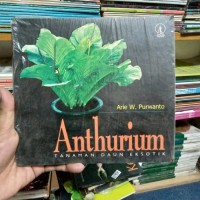 Arie W. Purwanto
Anthurium
TANAMAN DAUN EKSOTIK